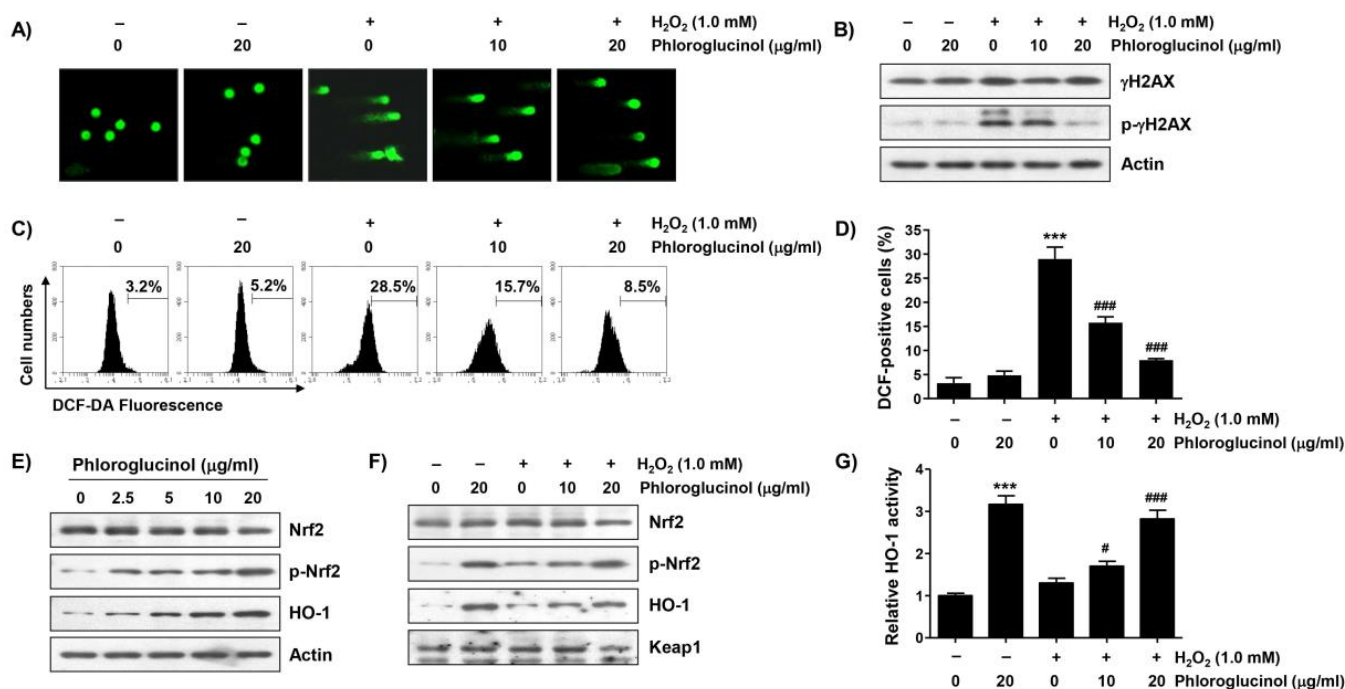 A)
– – + + + H₂O₂ (1.0 mM)
0 20 0 10 20 Phloroglucinol (μg/ml)
B)
– – + + + H₂O₂ (1.0 mM)
0 20 0 10 20 Phloroglucinol (μg/ml)
γH2AX
p-γH2AX
Actin
C)
– – + + + H₂O₂ (1.0 mM)
0 20 0 10 20 Phloroglucinol (μg/ml)
3.2% 5.2% 28.5% 15.7% 8.5%
Cell numbers
DCF-DA Fluorescence
D)
DCF-positive cells (%)
35
30
25
20
15
10
5
0
*** ### ###
– – + + + H₂O₂ (1.0 mM)
0 20 0 10 20 Phloroglucinol (μg/ml)
E)
Phloroglucinol (μg/ml)
0 2.5 5 10 20
Nrf2
p-Nrf2
HO-1
Actin
F)
– – + + + H₂O₂ (1.0 mM)
0 20 0 10 20 Phloroglucinol (μg/ml)
Nrf2
p-Nrf2
HO-1
Keap1
G)
Relative HO-1 activity
4
3
2
1
0
*** # ###
– – + + + H₂O₂ (1.0 mM)
0 20 0 10 20 Phloroglucinol (μg/ml)